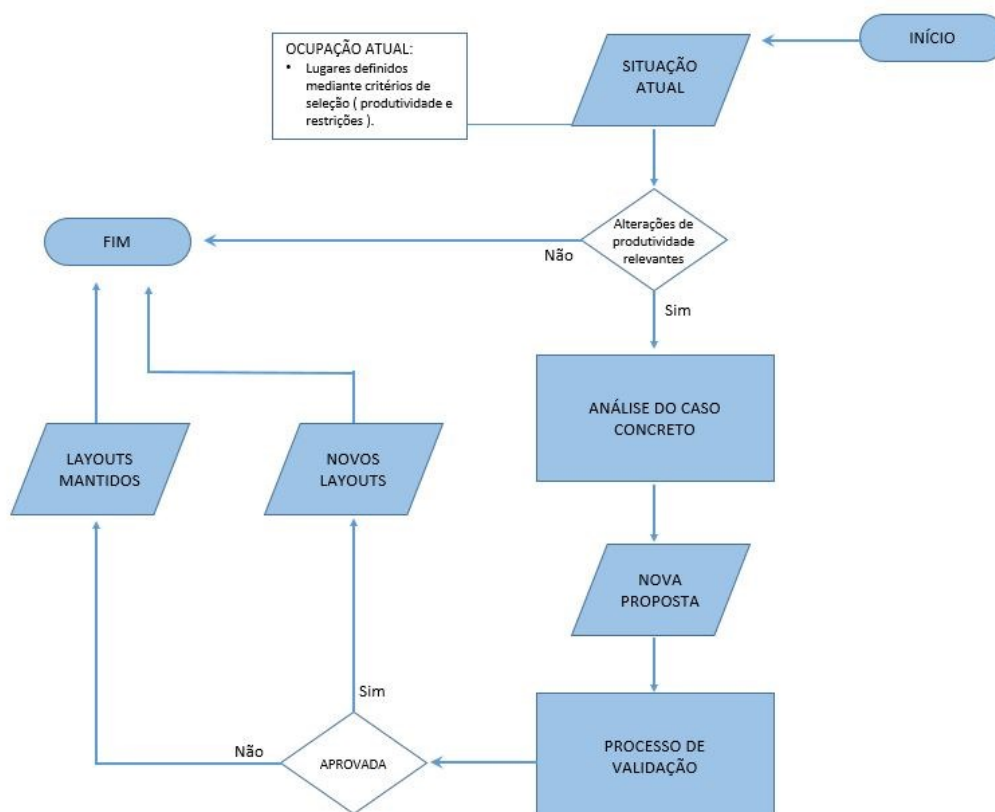 INÍCIO
OCUPAÇÃO ATUAL:
• Lugares definidos
mediante critérios de
seleção ( produtividade e
restrições ).
SITUAÇÃO
ATUAL
Alterações de
produtividade
relevantes
Não
FIM
Sim
ANÁLISE DO CASO
CONCRETO
LAYOUTS
MANTIDOS
NOVOS
LAYOUTS
NOVA
PROPOSTA
Sim
Não
APROVADA
PROCESSO DE
VALIDAÇÃO